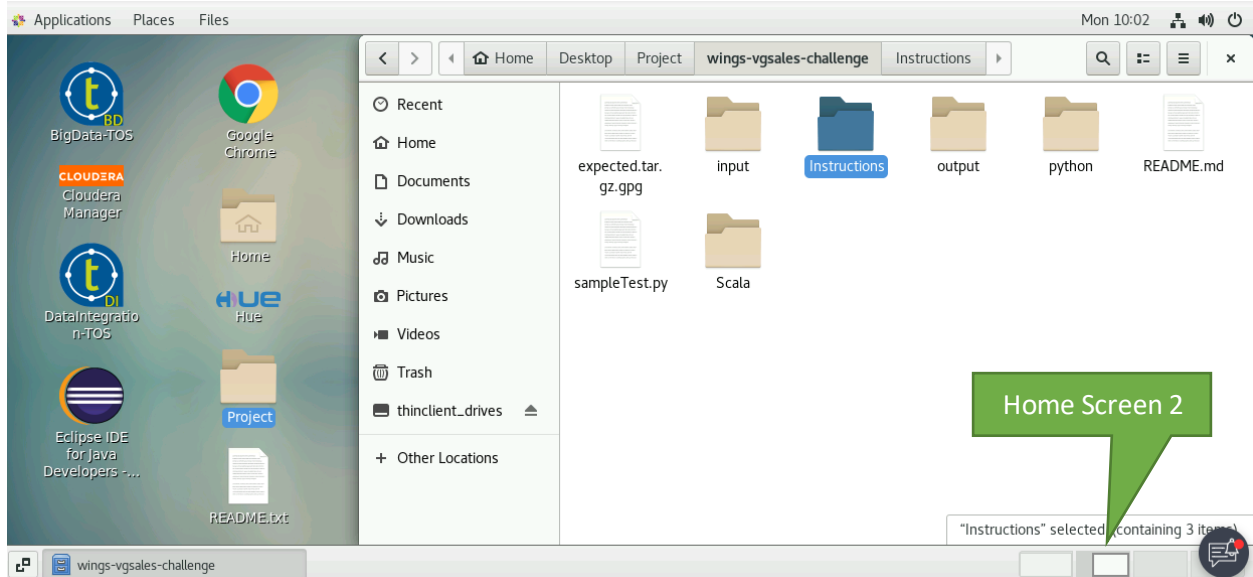 Applications Places Files Mon 10:02
BigData-TOS
BD
Google
Chrome
CLOUDERA
Cloudera
Manager
Home
DI
DataIntegratio
n-TOS
HUE
Hue
Project
Eclipse IDE
for Java
Developers -...
README.txt
Home Desktop Project wings-vgsales-challenge Instructions
Recent
Home
Documents
Downloads
Music
Pictures
Videos
Trash
thinclient_drives
+ Other Locations
expected.tar.
gz.gpg
input
Instructions
output
python
README.md
sampleTest.py
Scala
Home Screen 2
"Instructions" selected (containing 3 items)
wings-vgsales-challenge